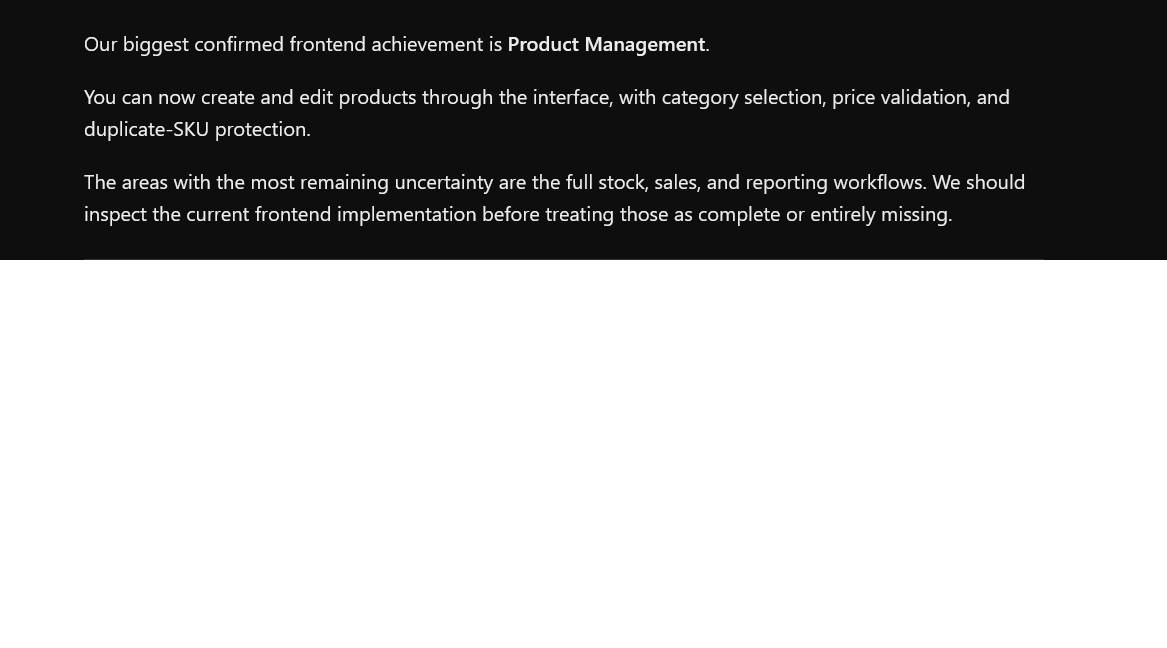 Our biggest confirmed frontend achievement is Product Management.
You can now create and edit products through the interface, with category selection, price validation, and
duplicate-SKU protection.
The areas with the most remaining uncertainty are the full stock, sales, and reporting workflows. We should
inspect the current frontend implementation before treating those as complete or entirely missing.